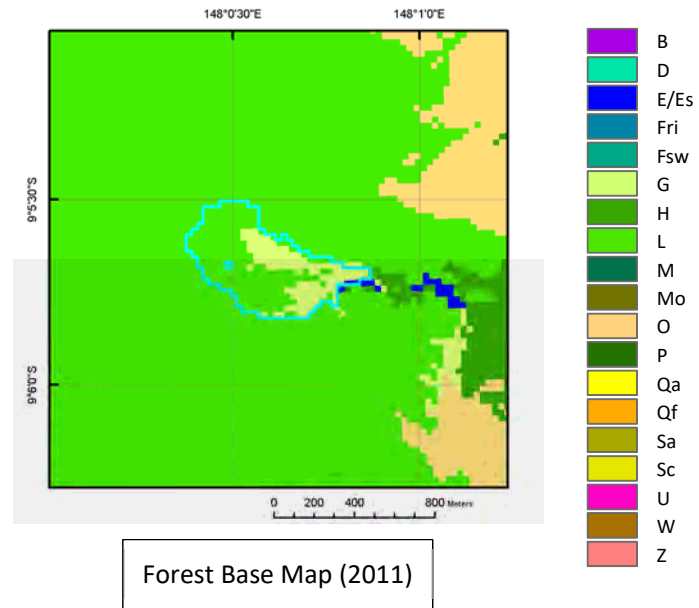 148°0'30"E 148°1'0"E
9°5'30"S
9°6'0"S
0 200 400 800 Meters
Forest Base Map (2011)
B
D
E/Es
Fri
Fsw
G
H
L
M
Mo
O
P
Qa
Qf
Sa
Sc
U
W
Z